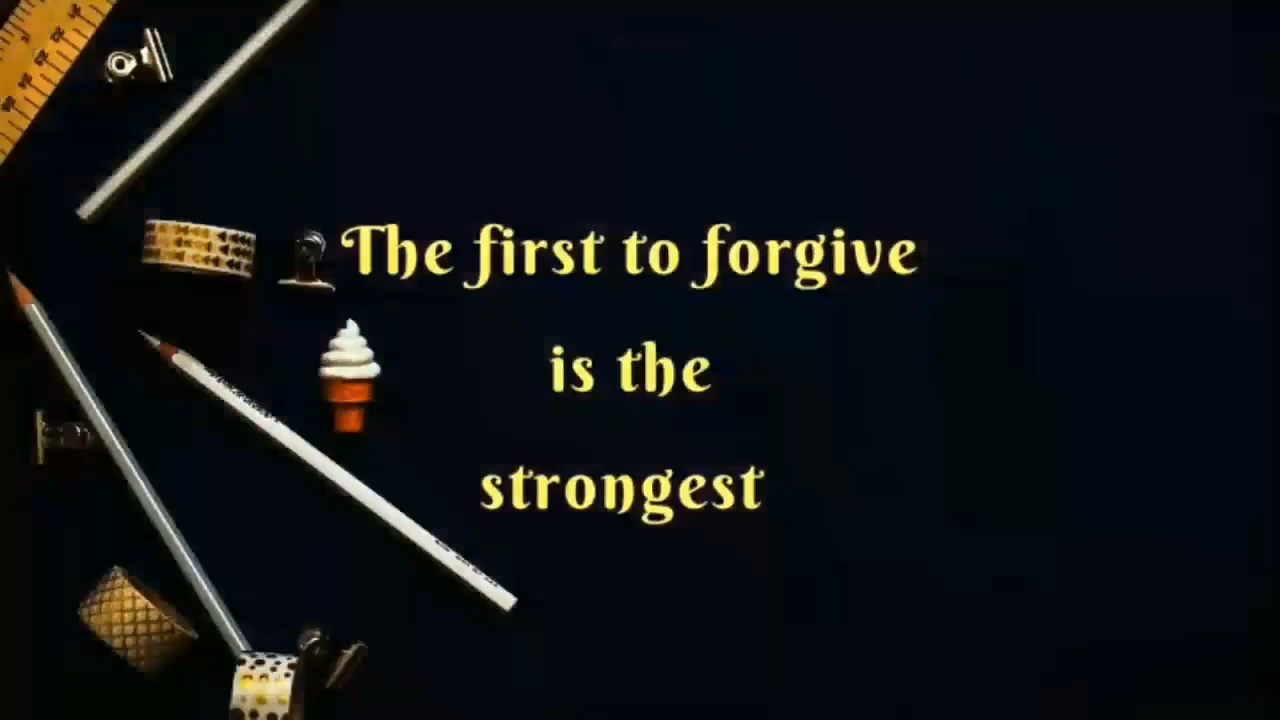 The first to forgive
is the
strongest